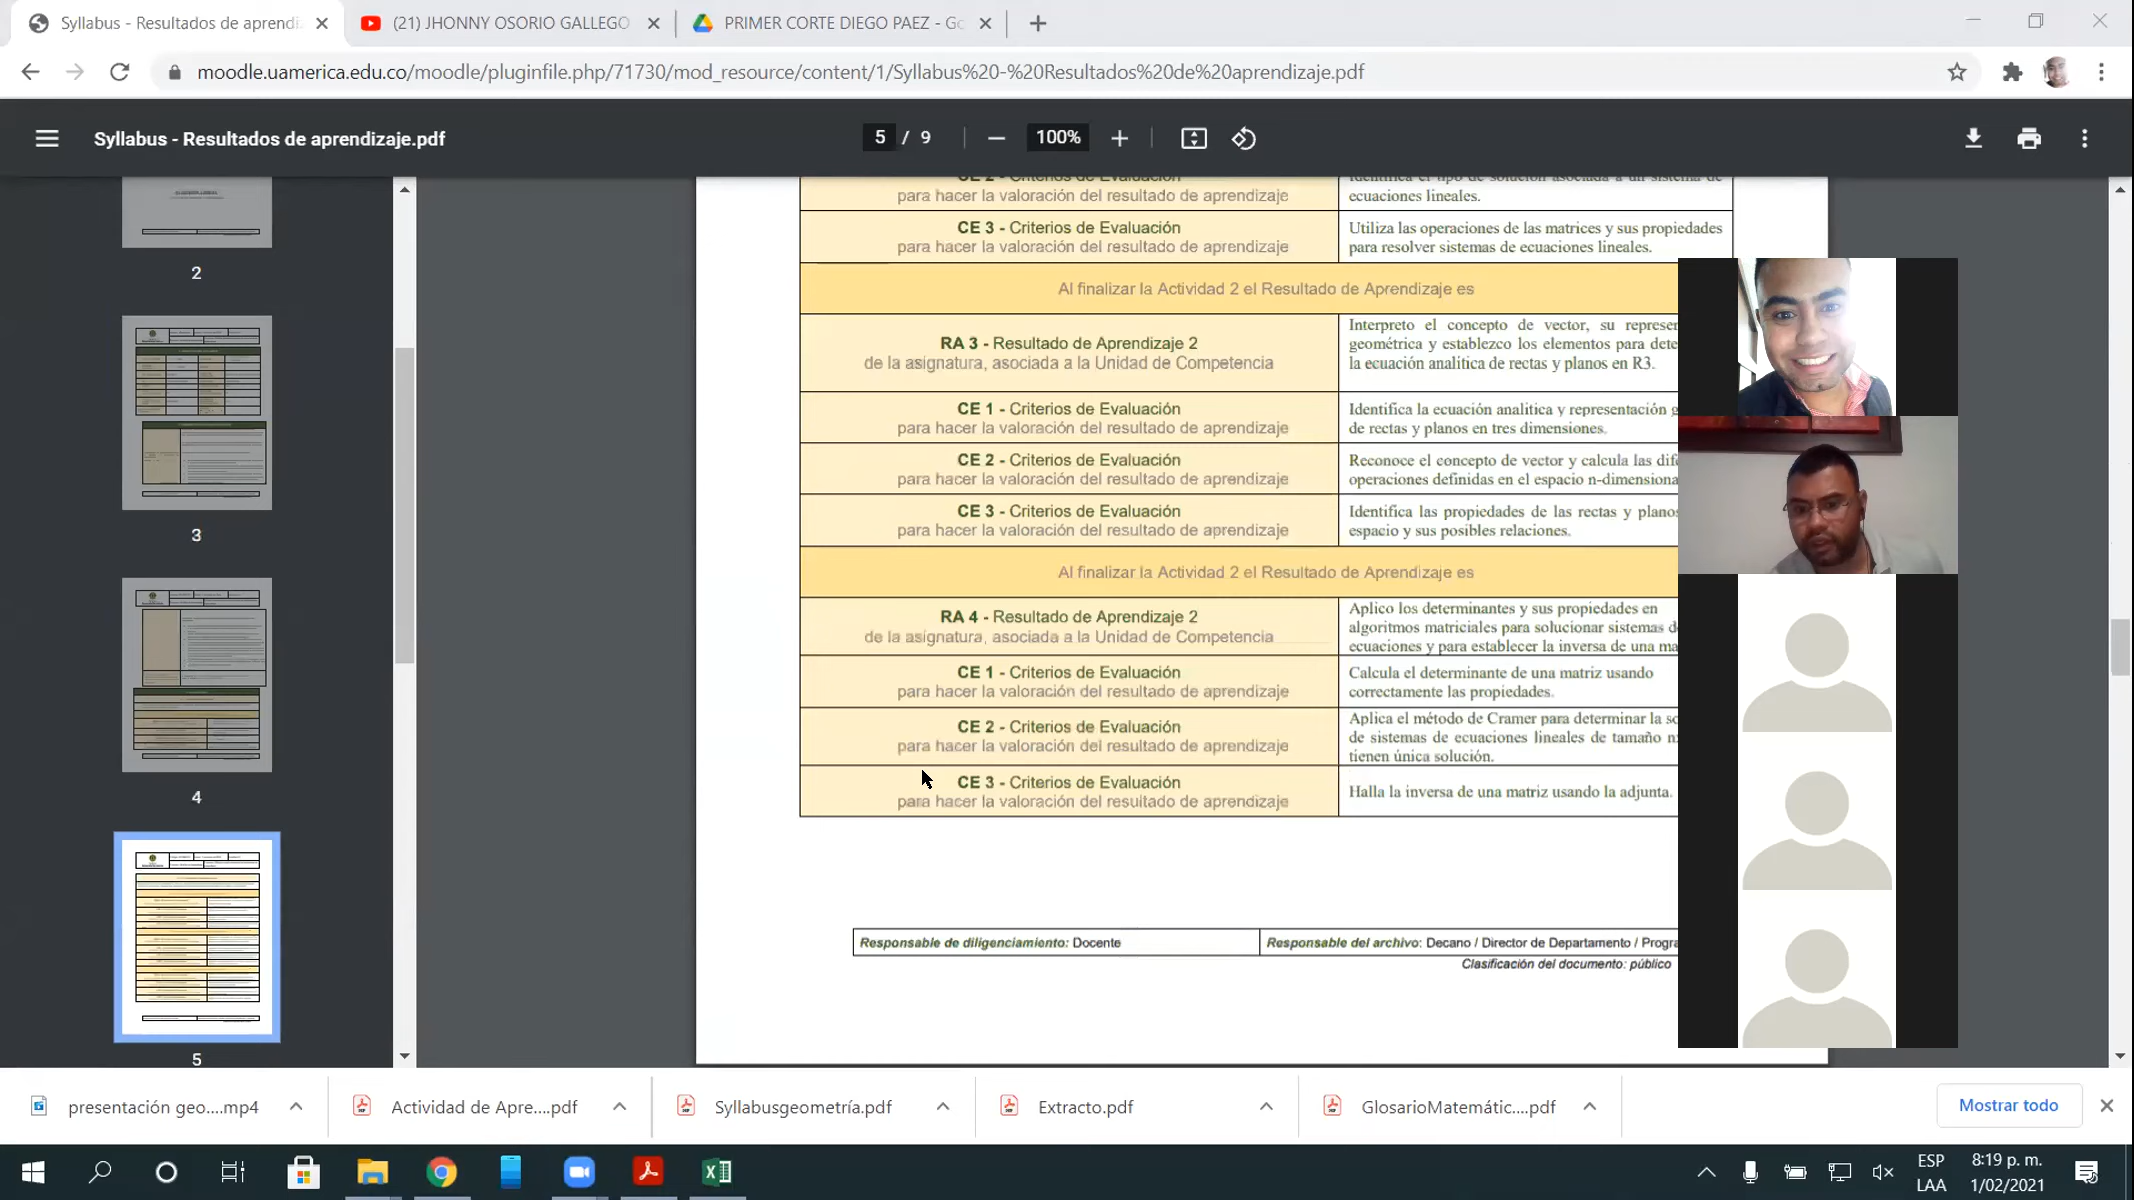 Syllabus - Resultados de aprendi
(21) JHONNY OSORIO GALLEGO
PRIMER CORTE DIEGO PAEZ - Go
moodle.uamerica.edu.co/moodle/pluginfile.php/71730/mod_resource/content/1/Syllabus%20-%20Resultados%20de%20aprendizaje.pdf
Syllabus - Resultados de aprendizaje.pdf
5 / 9
100%
2
3
4
5
CE 2 - Criterios de Evaluación
para hacer la valoración del resultado de aprendizaje
Identifica el tipo de solución asociada a un sistema de
ecuaciones lineales.
CE 3 - Criterios de Evaluación
para hacer la valoración del resultado de aprendizaje
Utiliza las operaciones de las matrices y sus propiedades
para resolver sistemas de ecuaciones lineales.
Al finalizar la Actividad 2 el Resultado de Aprendizaje es
RA 3 - Resultado de Aprendizaje 2
de la asignatura, asociada a la Unidad de Competencia
Interpreto el concepto de vector, su represen
geométrica y establezco los elementos para dete
la ecuación analítica de rectas y planos en R3.
CE 1 - Criterios de Evaluación
para hacer la valoración del resultado de aprendizaje
Identifica la ecuación analítica y representación g
de rectas y planos en tres dimensiones.
CE 2 - Criterios de Evaluación
para hacer la valoración del resultado de aprendizaje
Reconoce el concepto de vector y calcula las dif
operaciones definidas en el espacio n-dimensiona
CE 3 - Criterios de Evaluación
para hacer la valoración del resultado de aprendizaje
Identifica las propiedades de las rectas y planos
espacio y sus posibles relaciones.
Al finalizar la Actividad 2 el Resultado de Aprendizaje es
RA 4 - Resultado de Aprendizaje 2
de la asignatura, asociada a la Unidad de Competencia
Aplico los determinantes y sus propiedades en
algoritmos matriciales para solucionar sistemas d
ecuaciones y para establecer la inversa de una ma
CE 1 - Criterios de Evaluación
para hacer la valoración del resultado de aprendizaje
Calcula el determinante de una matriz usando
correctamente las propiedades.
CE 2 - Criterios de Evaluación
para hacer la valoración del resultado de aprendizaje
Aplica el método de Cramer para determinar la so
de sistemas de ecuaciones lineales de tamaño n
tienen única solución.
CE 3 - Criterios de Evaluación
para hacer la valoración del resultado de aprendizaje
Halla la inversa de una matriz usando la adjunta.
Responsable de diligenciamiento: Docente
Responsable del archivo: Decano / Director de Departamento / Progra
Clasificación del documento: público
presentación geo....mp4
Actividad de Apre....pdf
Syllabusgeometría.pdf
Extracto.pdf
GlosarioMatemátic....pdf
Mostrar todo
ESP
LAA
8:19 p. m.
1/02/2021